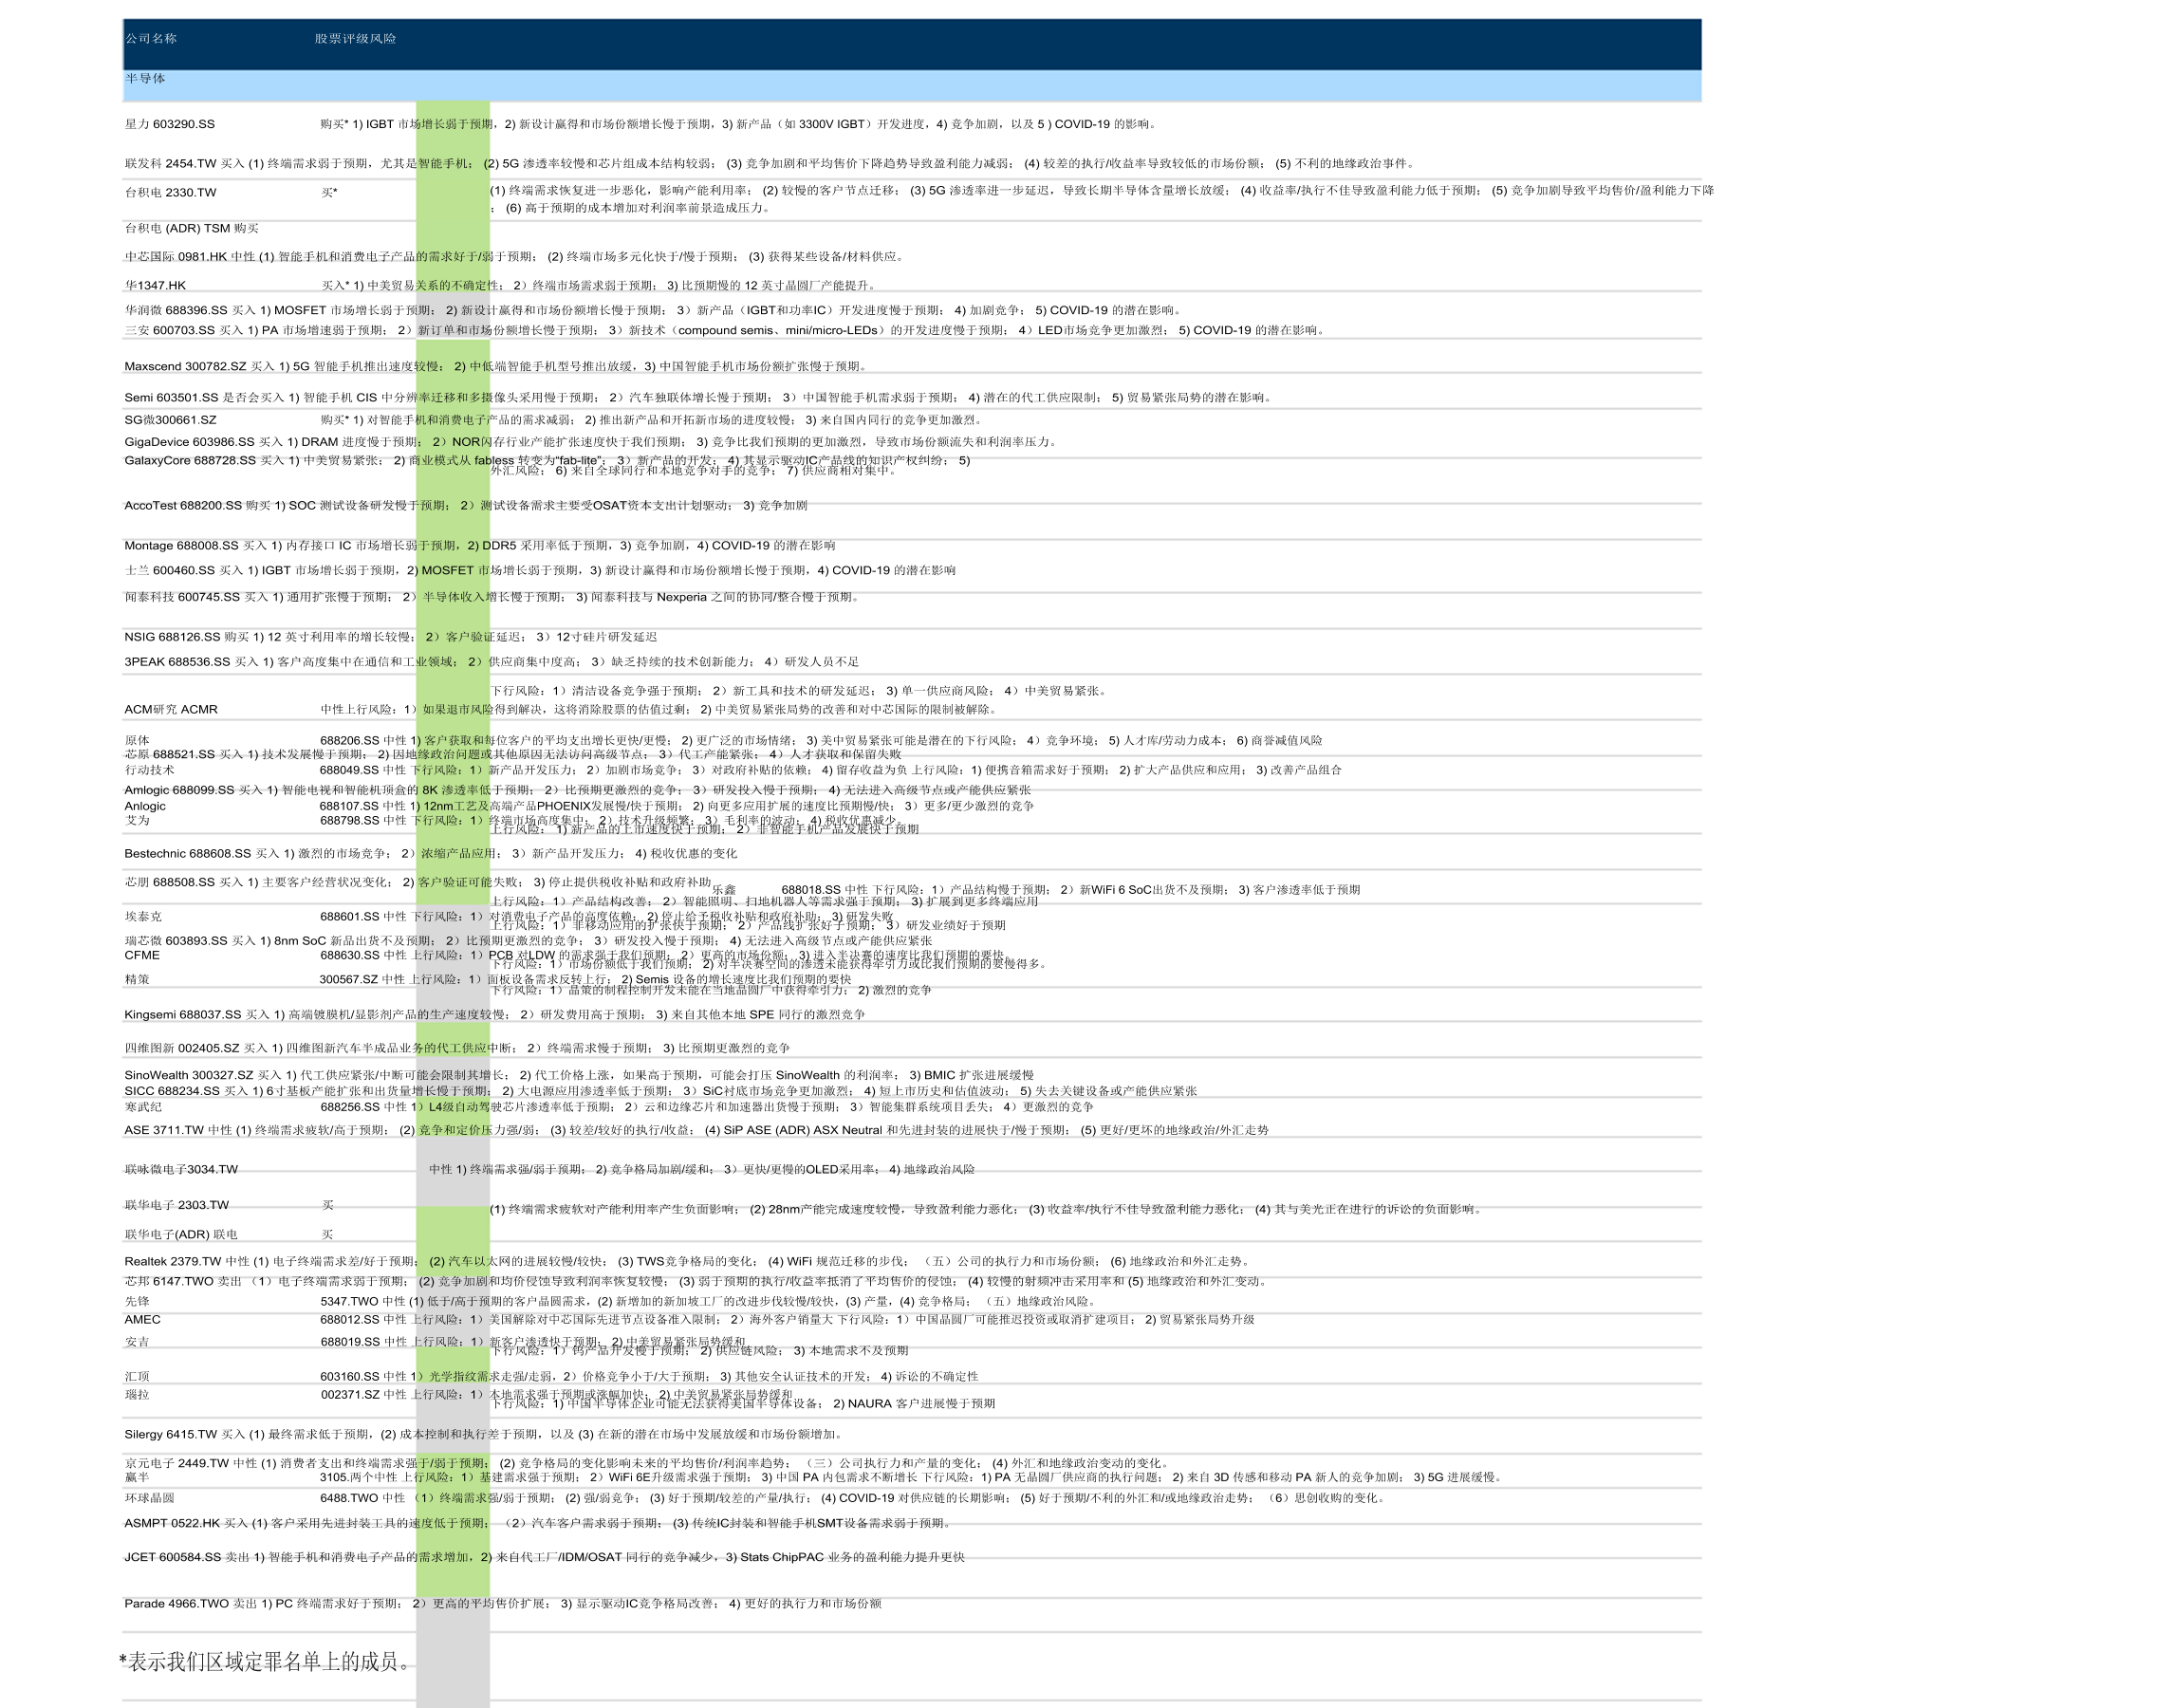 公司名称 股票评级风险
半导体
星力 603290.SS 购买* 1) IGBT 市场增长弱于预期，2) 新设计赢得和市场份额增长慢于预期，3) 新产品（如 3300V IGBT）开发进度，4) 竞争加剧，以及 5 ) COVID-19 的影响。
联发科 2454.TW 买入 (1) 终端需求弱于预期，尤其是智能手机； (2) 5G 渗透率较慢和芯片组成本结构较弱； (3) 竞争加剧和平均售价下降趋势导致盈利能力减弱； (4) 较差的执行/收益率导致较低的市场份额； (5) 不利的地缘政治事件。
台积电 2330.TW 买* (1) 终端需求恢复进一步恶化，影响产能利用率； (2) 较慢的客户节点迁移； (3) 5G 渗透率进一步延迟，导致长期半导体含量增长放缓； (4) 收益率/执行不佳导致盈利能力低于预期； (5) 竞争加剧导致平均售价/盈利能力下降
； (6) 高于预期的成本增加对利润率前景造成压力。
台积电 (ADR) TSM 购买
中芯国际 0981.HK 中性 (1) 智能手机和消费电子产品的需求好于/弱于预期； (2) 终端市场多元化快于/慢于预期； (3) 获得某些设备/材料供应。
华1347.HK 买入* 1) 中美贸易关系的不确定性； 2）终端市场需求弱于预期； 3) 比预期慢的 12 英寸晶圆厂产能提升。
华润微 688396.SS 买入 1) MOSFET 市场增长弱于预期； 2) 新设计赢得和市场份额增长慢于预期； 3）新产品（IGBT和功率IC）开发进度慢于预期； 4) 加剧竞争； 5) COVID-19 的潜在影响。
三安 600703.SS 买入 1) PA 市场增速弱于预期； 2）新订单和市场份额增长慢于预期； 3）新技术（compound semis、mini/micro-LEDs）的开发进度慢于预期； 4）LED市场竞争更加激烈； 5) COVID-19 的潜在影响。
Maxscend 300782.SZ 买入 1) 5G 智能手机推出速度较慢； 2) 中低端智能手机型号推出放缓，3) 中国智能手机市场份额扩张慢于预期。
Semi 603501.SS 是否会买入 1) 智能手机 CIS 中分辨率迁移和多摄像头采用慢于预期； 2）汽车独联体增长慢于预期； 3）中国智能手机需求弱于预期； 4) 潜在的代工供应限制； 5) 贸易紧张局势的潜在影响。
SG微300661.SZ 购买* 1) 对智能手机和消费电子产品的需求减弱； 2) 推出新产品和开拓新市场的进度较慢； 3) 来自国内同行的竞争更加激烈。
GigaDevice 603986.SS 买入 1) DRAM 进度慢于预期； 2）NOR闪存行业产能扩张速度快于我们预期； 3) 竞争比我们预期的更加激烈，导致市场份额流失和利润率压力。
GalaxyCore 688728.SS 买入 1) 中美贸易紧张； 2) 商业模式从 fabless 转变为“fab-lite”； 3）新产品的开发； 4) 其显示驱动IC产品线的知识产权纠纷； 5)
外汇风险； 6) 来自全球同行和本地竞争对手的竞争； 7) 供应商相对集中。
AccoTest 688200.SS 购买 1) SOC 测试设备研发慢于预期； 2）测试设备需求主要受OSAT资本支出计划驱动； 3) 竞争加剧
Montage 688008.SS 买入 1) 内存接口 IC 市场增长弱于预期，2) DDR5 采用率低于预期，3) 竞争加剧，4) COVID-19 的潜在影响
士兰 600460.SS 买入 1) IGBT 市场增长弱于预期，2) MOSFET 市场增长弱于预期，3) 新设计赢得和市场份额增长慢于预期，4) COVID-19 的潜在影响
闻泰科技 600745.SS 买入 1) 通用扩张慢于预期； 2）半导体收入增长慢于预期； 3) 闻泰科技与 Nexperia 之间的协同/整合慢于预期。
NSIG 688126.SS 购买 1) 12 英寸利用率的增长较慢； 2）客户验证延迟； 3）12寸硅片研发延迟
3PEAK 688536.SS 买入 1) 客户高度集中在通信和工业领域； 2）供应商集中度高； 3）缺乏持续的技术创新能力； 4）研发人员不足
下行风险：1）清洁设备竞争强于预期； 2）新工具和技术的研发延迟； 3) 单一供应商风险； 4）中美贸易紧张。
ACM研究 ACMR 中性上行风险：1）如果退市风险得到解决，这将消除股票的估值过剩； 2) 中美贸易紧张局势的改善和对中芯国际的限制被解除。
原体 688206.SS 中性 1) 客户获取和每位客户的平均支出增长更快/更慢； 2) 更广泛的市场情绪； 3) 美中贸易紧张可能是潜在的下行风险； 4）竞争环境； 5) 人才库/劳动力成本； 6) 商誉减值风险
芯原 688521.SS 买入 1) 技术发展慢于预期； 2) 因地缘政治问题或其他原因无法访问高级节点； 3）代工产能紧张； 4）人才获取和保留失败
行动技术 688049.SS 中性 下行风险：1）新产品开发压力； 2）加剧市场竞争； 3）对政府补贴的依赖； 4) 留存收益为负 上行风险：1) 便携音箱需求好于预期； 2) 扩大产品供应和应用； 3) 改善产品组合
Amlogic 688099.SS 买入 1) 智能电视和智能机顶盒的 8K 渗透率低于预期； 2）比预期更激烈的竞争； 3）研发投入慢于预期； 4) 无法进入高级节点或产能供应紧张
Anlogic 688107.SS 中性 1) 12nm工艺及高端产品PHOENIX发展慢/快于预期； 2) 向更多应用扩展的速度比预期慢/快； 3）更多/更少激烈的竞争
艾为 688798.SS 中性 下行风险：1）终端市场高度集中； 2）技术升级频繁； 3）毛利率的波动； 4) 税收优惠减少。
上行风险； 1) 新产品的上市速度快于预期； 2）非智能手机产品发展快于预期
Bestechnic 688608.SS 买入 1) 激烈的市场竞争； 2）浓缩产品应用； 3）新产品开发压力； 4) 税收优惠的变化
芯朋 688508.SS 买入 1) 主要客户经营状况变化； 2) 客户验证可能失败； 3) 停止提供税收补贴和政府补助
乐鑫 688018.SS 中性 下行风险：1）产品结构慢于预期； 2）新WiFi 6 SoC出货不及预期； 3) 客户渗透率低于预期
上行风险：1）产品结构改善； 2）智能照明、扫地机器人等需求强于预期； 3) 扩展到更多终端应用
埃泰克 688601.SS 中性 下行风险：1）对消费电子产品的高度依赖； 2) 停止给予税收补贴和政府补助； 3) 研发失败
上行风险：1）非移动应用的扩张快于预期； 2）产品线扩张好于预期； 3）研发业绩好于预期
瑞芯微 603893.SS 买入 1) 8nm SoC 新品出货不及预期； 2）比预期更激烈的竞争； 3）研发投入慢于预期； 4) 无法进入高级节点或产能供应紧张
CFME 688630.SS 中性 上行风险：1）PCB 对LDW 的需求强于我们预期； 2）更高的市场份额； 3) 进入半决赛的速度比我们预期的要快。
下行风险：1）市场份额低于我们预期； 2) 对半决赛空间的渗透未能获得牵引力或比我们预期的要慢得多。
精策 300567.SZ 中性 上行风险：1）面板设备需求反转上行； 2) Semis 设备的增长速度比我们预期的要快
下行风险：1）品策的制程控制开发未能在当地晶圆厂中获得牵引力； 2) 激烈的竞争
Kingsemi 688037.SS 买入 1) 高端镀膜机/显影剂产品的生产速度较慢； 2）研发费用高于预期； 3) 来自其他本地 SPE 同行的激烈竞争
四维图新 002405.SZ 买入 1) 四维图新汽车半成品业务的代工供应中断； 2）终端需求慢于预期； 3) 比预期更激烈的竞争
SinoWealth 300327.SZ 买入 1) 代工供应紧张/中断可能会限制其增长； 2) 代工价格上涨，如果高于预期，可能会打压 SinoWealth 的利润率； 3) BMIC 扩张进展缓慢
SICC 688234.SS 买入 1) 6寸基板产能扩张和出货量增长慢于预期； 2) 大电源应用渗透率低于预期； 3）SiC衬底市场竞争更加激烈； 4) 短上市历史和估值波动； 5) 失去关键设备或产能供应紧张
寒武纪 688256.SS 中性 1）L4级自动驾驶芯片渗透率低于预期； 2）云和边缘芯片和加速器出货慢于预期； 3）智能集群系统项目丢失； 4）更激烈的竞争
ASE 3711.TW 中性 (1) 终端需求疲软/高于预期； (2) 竞争和定价压力强/弱； (3) 较差/较好的执行/收益； (4) SiP ASE (ADR) ASX Neutral 和先进封装的进展快于/慢于预期； (5) 更好/更坏的地缘政治/外汇走势
联咏微电子3034.TW 中性 1) 终端需求强/弱于预期； 2) 竞争格局加剧/缓和； 3）更快/更慢的OLED采用率； 4) 地缘政治风险
联华电子 2303.TW 买 (1) 终端需求疲软对产能利用率产生负面影响； (2) 28nm产能完成速度较慢，导致盈利能力恶化； (3) 收益率/执行不佳导致盈利能力恶化； (4) 其与美光正在进行的诉讼的负面影响。
联华电子(ADR) 联电 买
Realtek 2379.TW 中性 (1) 电子终端需求差/好于预期； (2) 汽车以太网的进展较慢/较快； (3) TWS竞争格局的变化； (4) WiFi 规范迁移的步伐； （五）公司的执行力和市场份额； (6) 地缘政治和外汇走势。
芯邦 6147.TWO 卖出 （1）电子终端需求弱于预期； (2) 竞争加剧和均价侵蚀导致利润率恢复较慢； (3) 弱于预期的执行/收益率抵消了平均售价的侵蚀； (4) 较慢的射频冲击采用率和 (5) 地缘政治和外汇变动。
先锋 5347.TWO 中性 (1) 低于/高于预期的客户晶圆需求，(2) 新增加的新加坡工厂的改进步伐较慢/较快，(3) 产量，(4) 竞争格局； （五）地缘政治风险。
AMEC 688012.SS 中性 上行风险：1）美国解除对中芯国际先进节点设备准入限制； 2）海外客户销量大 下行风险：1）中国晶圆厂可能推迟投资或取消扩建项目； 2) 贸易紧张局势升级
安吉 688019.SS 中性 上行风险：1）新客户渗透快于预期； 2) 中美贸易紧张局势缓和
下行风险：1）钨产品开发慢于预期； 2) 供应链风险； 3) 本地需求不及预期
汇顶 603160.SS 中性 1）光学指纹需求走强/走弱，2）价格竞争小于/大于预期； 3) 其他安全认证技术的开发； 4) 诉讼的不确定性
瑙拉 002371.SZ 中性 上行风险：1）本地需求强于预期或涨幅加快； 2) 中美贸易紧张局势缓和
下行风险：1) 中国半导体企业可能无法获得美国半导体设备； 2) NAURA 客户进展慢于预期
Silergy 6415.TW 买入 (1) 最终需求低于预期，(2) 成本控制和执行差于预期，以及 (3) 在新的潜在市场中发展放缓和市场份额增加。
京元电子 2449.TW 中性 (1) 消费者支出和终端需求强于/弱于预期； (2) 竞争格局的变化影响未来的平均售价/利润率趋势； （三）公司执行力和产量的变化； (4) 外汇和地缘政治变动的变化。
赢半 3105.两个中性 上行风险：1）基建需求强于预期； 2）WiFi 6E升级需求强于预期； 3) 中国 PA 内包需求不断增长 下行风险：1) PA 无晶圆厂供应商的执行问题； 2) 来自 3D 传感和移动 PA 新人的竞争加剧； 3) 5G 进展缓慢。
环球晶圆 6488.TWO 中性 （1）终端需求强/弱于预期； (2) 强/弱竞争； (3) 好于预期/较差的产量/执行； (4) COVID-19 对供应链的长期影响； (5) 好于预期/不利的外汇和/或地缘政治走势； （6）思创收购的变化。
ASMPT 0522.HK 买入 (1) 客户采用先进封装工具的速度低于预期； （2）汽车客户需求弱于预期； (3) 传统IC封装和智能手机SMT设备需求弱于预期。
JCET 600584.SS 卖出 1) 智能手机和消费电子产品的需求增加，2) 来自代工厂/IDM/OSAT 同行的竞争减少，3) Stats ChipPAC 业务的盈利能力提升更快
Parade 4966.TWO 卖出 1) PC 终端需求好于预期； 2）更高的平均售价扩展； 3) 显示驱动IC竞争格局改善； 4) 更好的执行力和市场份额
*表示我们区域定罪名单上的成员。